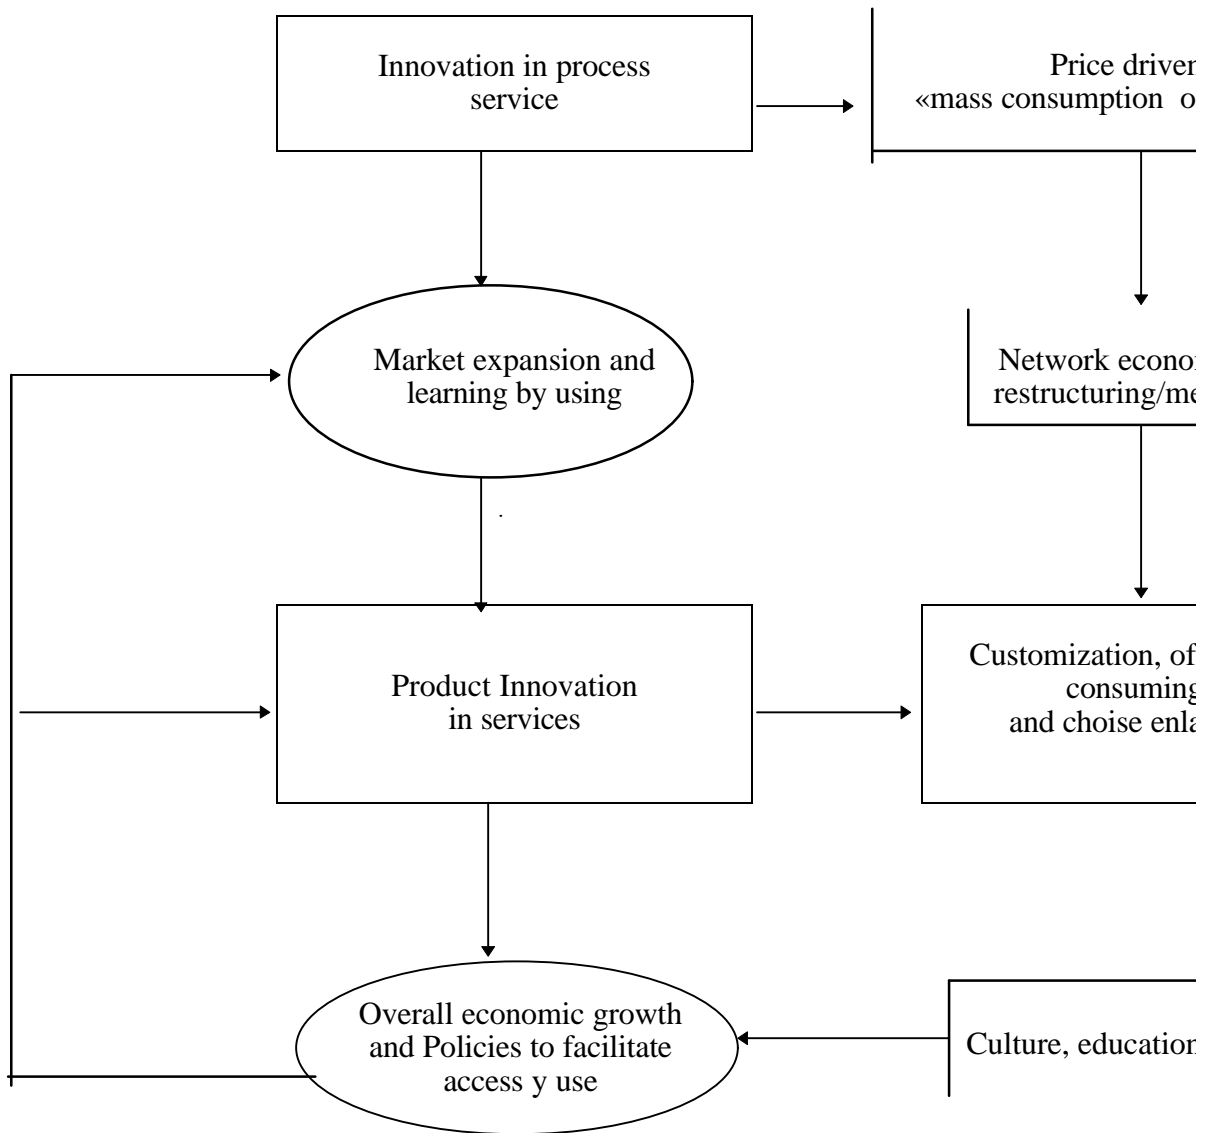 Innovation in process
service
Price driven
«mass consumption o
Market expansion and
learning by using
Network econo
restructuring/me
Product Innovation
in services
Customization, of
consuming
and choise enla
Overall economic growth
and Policies to facilitate
access y use
Culture, education